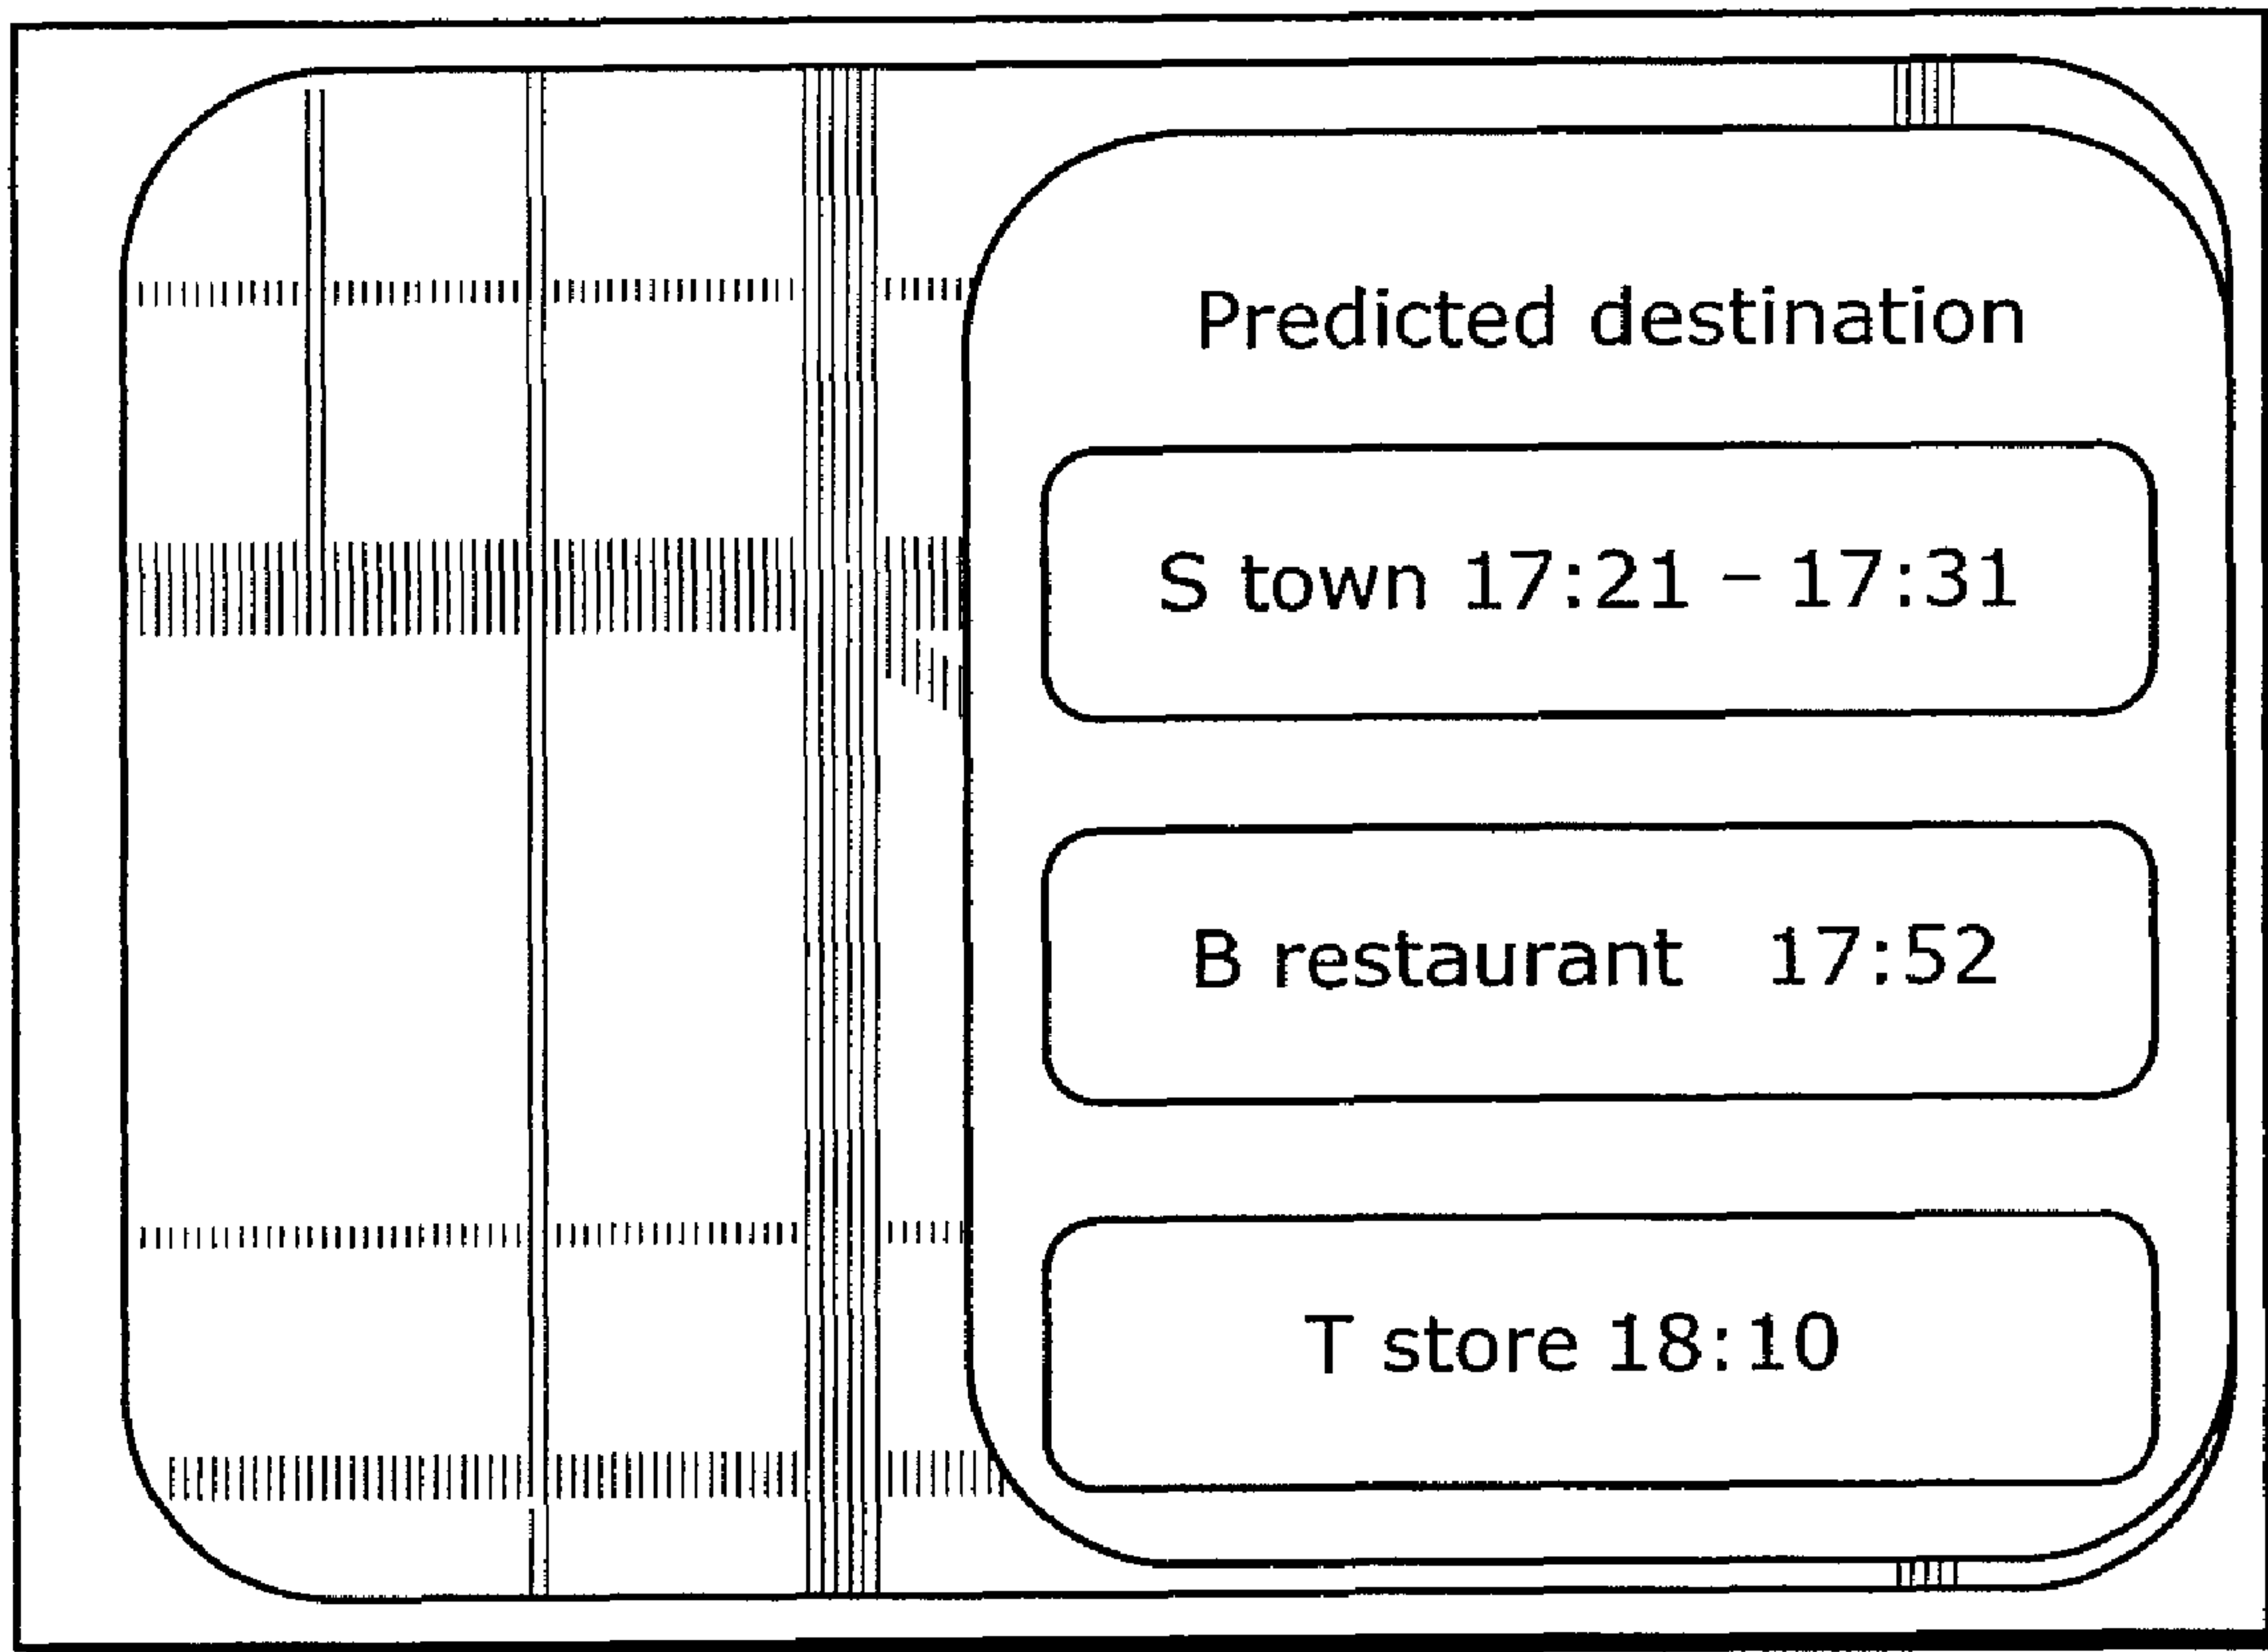 Predicted destination
S town 17:21 – 17:31
B restaurant 17:52
T store 18:10